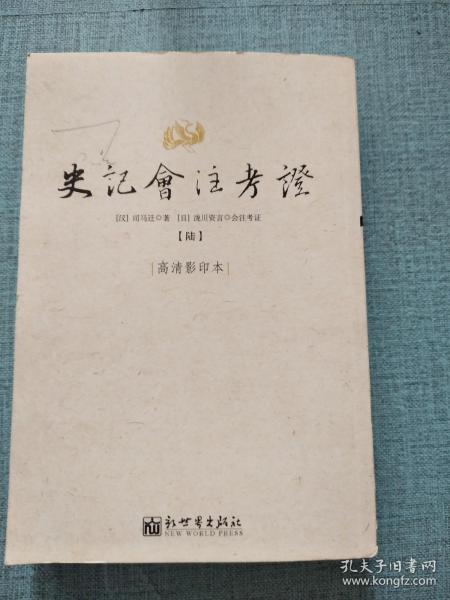 史記會注考證
[汉] 司马迁◎著 [日] 泷川资言◎会注考证
【陆】
高清影印本
新世界出版社
NEW WORLD PRESS
孔夫子旧书网
www.kongfz.com